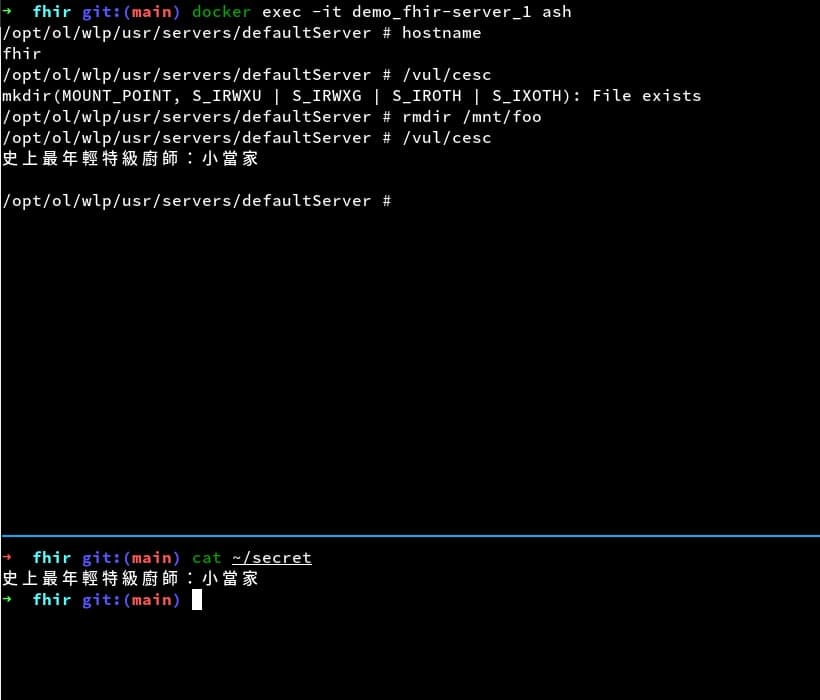 → fhir git:(main) docker exec -it demo_fhir-server_1 ash
/opt/ol/wlp/usr/servers/defaultServer # hostname
fhir
/opt/ol/wlp/usr/servers/defaultServer # /vul/cesc
mkdir(MOUNT_POINT, S_IRWXU | S_IRWXG | S_IROTH | S_IXOTH): File exists
/opt/ol/wlp/usr/servers/defaultServer # rmdir /mnt/foo
/opt/ol/wlp/usr/servers/defaultServer # /vul/cesc
史上最年輕特級廚師：小當家
/opt/ol/wlp/usr/servers/defaultServer #
→ fhir git:(main) cat ~/secret
史上最年輕特級廚師：小當家
→ fhir git:(main)